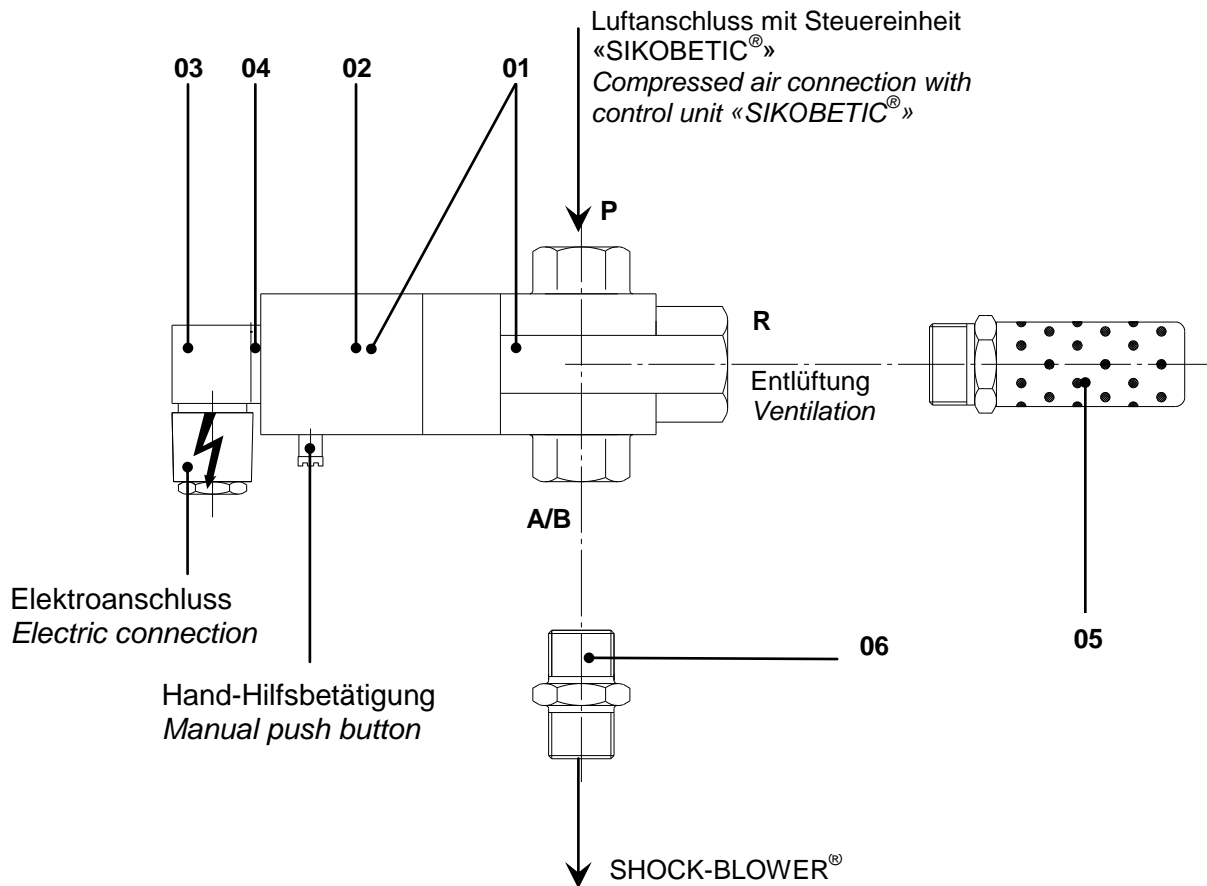 Luftanschluss mit Steuereinheit
«SIKOBETIC®»
Compressed air connection with
control unit «SIKOBETIC®»
03 04 02 01
P
R
Entlüftung
Ventilation
A/B
Elektroanschluss
Electric connection
06
05
Hand-Hilfsbetätigung
Manual push button
SHOCK-BLOWER®